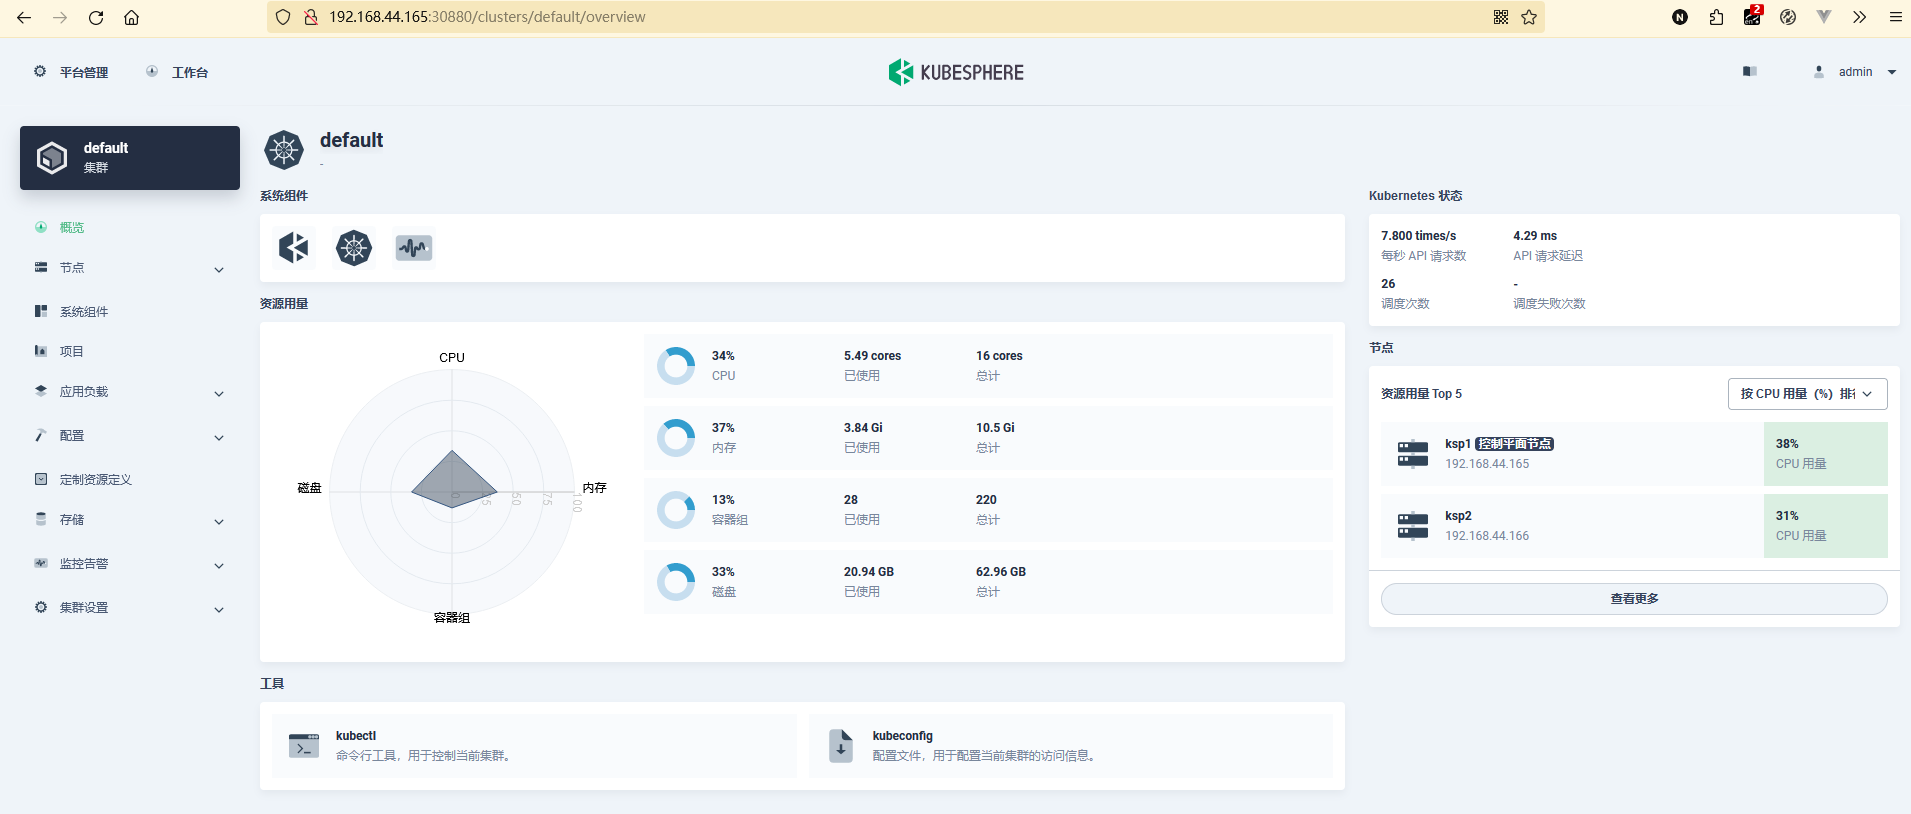 192.168.44.165:30880/clusters/default/overview
N
2
平台管理
工作台
KUBESPHERE
admin
default
集群
概览
节点
系统组件
项目
应用负载
配置
定制资源定义
存储
监控告警
集群设置
default
-
系统组件
资源用量
CPU
内存
容器组
磁盘
0
25
50
75
100
34%
CPU
5.49 cores
已使用
16 cores
总计
37%
内存
3.84 Gi
已使用
10.5 Gi
总计
13%
容器组
28
已使用
220
总计
33%
磁盘
20.94 GB
已使用
62.96 GB
总计
工具
kubectl
命令行工具，用于控制当前集群。
kubeconfig
配置文件，用于配置当前集群的访问信息。
Kubernetes 状态
7.800 times/s
每秒 API 请求数
4.29 ms
API 请求延迟
26
调度次数
-
调度失败次数
节点
资源用量 Top 5
按 CPU 用量（%）排
ksp1 控制平面节点
192.168.44.165
38%
CPU 用量
ksp2
192.168.44.166
31%
CPU 用量
查看更多